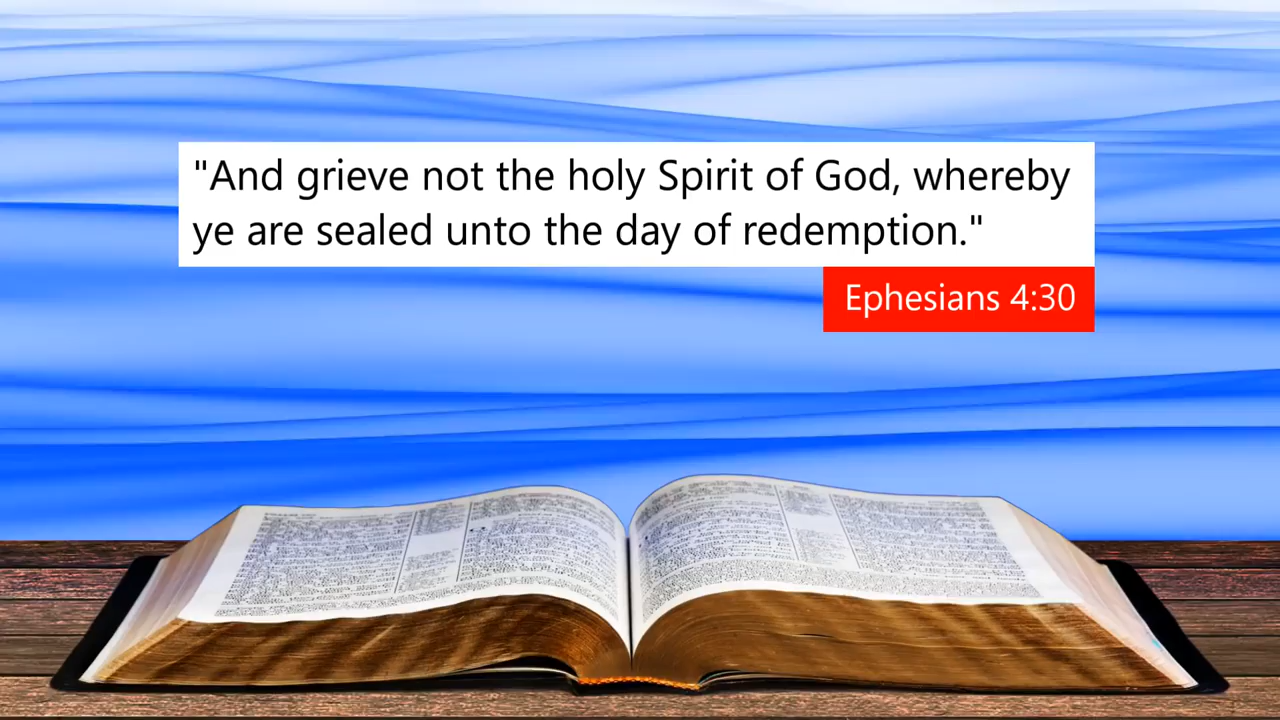 "And grieve not the holy Spirit of God, whereby
ye are sealed unto the day of redemption."
Ephesians 4:30